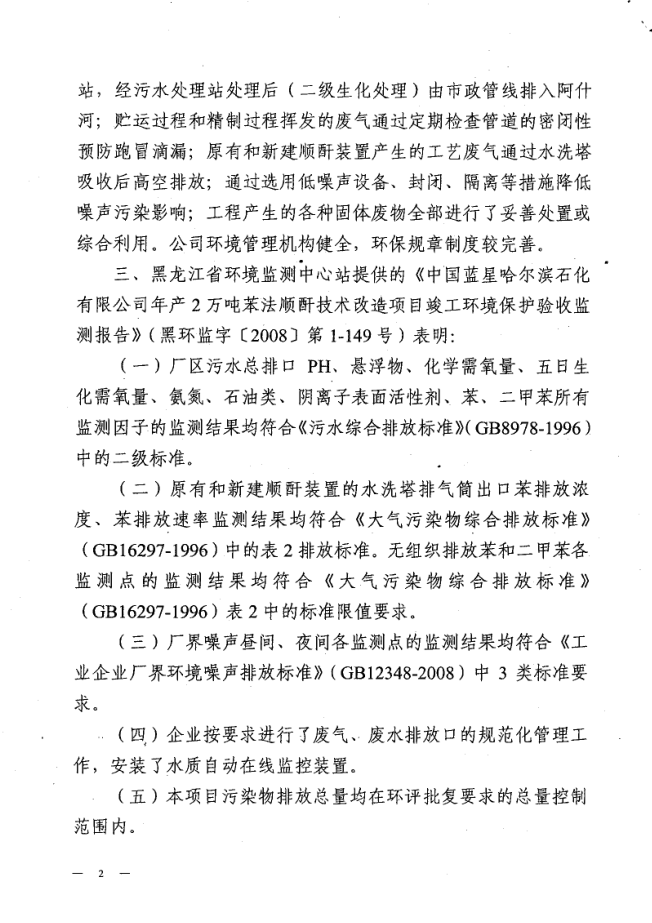 站，经污水处理站处理后（二级生化处理）由市政管线排入阿什
河；贮运过程和精制过程挥发的废气通过定期检查管道的密闭性
预防跑冒滴漏；原有和新建顺酐装置产生的工艺废气通过水洗塔
吸收后高空排放；通过选用低噪声设备、封闭、隔离等措施降低
噪声污染影响；工程产生的各种固体废物全部进行了妥善处置或
综合利用。公司环境管理机构健全，环保规章制度较完善。
三、黑龙江省环境监测中心站提供的《中国蓝星哈尔滨石化
有限公司年产2万吨苯法顺酐技术改造项目竣工环境保护验收监
测报告》（黑环监字〔2008〕第1-149号）表明：
（一）厂区污水总排口 PH、悬浮物、化学需氧量、五日生
化需氧量、氨氮、石油类、阴离子表面活性剂、苯、二甲苯所有
监测因子的监测结果均符合《污水综合排放标准》（GB8978-1996）
中的二级标准。
（二）原有和新建顺酐装置的水洗塔排气筒出口苯排放浓
度、苯排放速率监测结果均符合《大气污染物综合排放标准》
（GB16297-1996）中的表2排放标准。无组织排放苯和二甲苯各
监测点的监测结果均符合《大气污染物综合排放标准》
（GB16297-1996）表2中的标准限值要求。
（三）厂界噪声昼间、夜间各监测点的监测结果均符合《工
业企业厂界环境噪声排放标准》（GB12348-2008）中 3 类标准要
求。
（四）企业按要求进行了废气、废水排放口的规范化管理工
作，安装了水质自动在线监控装置。
（五）本项目污染物排放总量均在环评批复要求的总量控制
范围内。
— 2 —